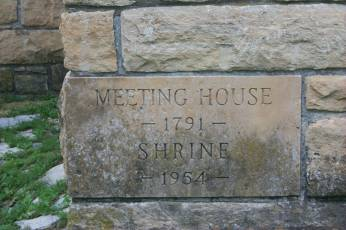 MEETING HOUSE
– 1791 –
SHRINE
– 1954 –